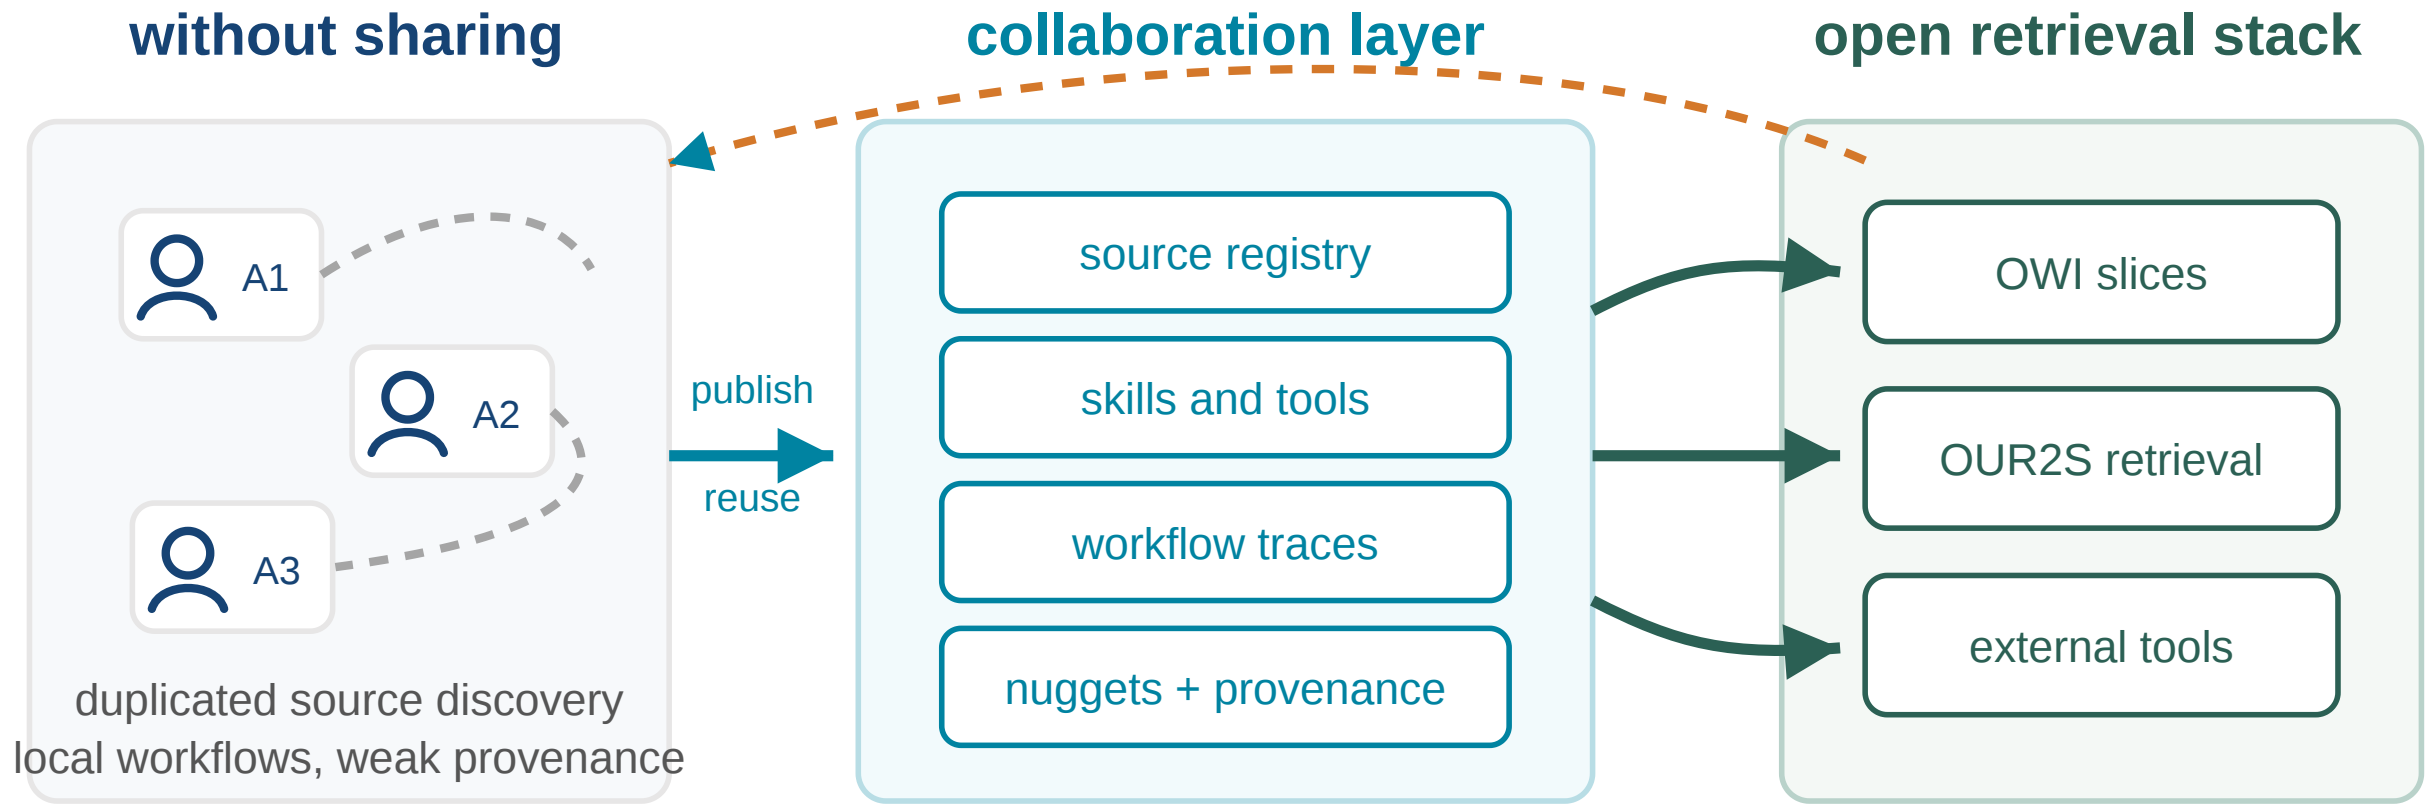 without sharing
A1
A2
A3
duplicated source discovery
local workflows, weak provenance
publish
reuse
collaboration layer
source registry
skills and tools
workflow traces
nuggets + provenance
open retrieval stack
OWI slices
OUR2S retrieval
external tools